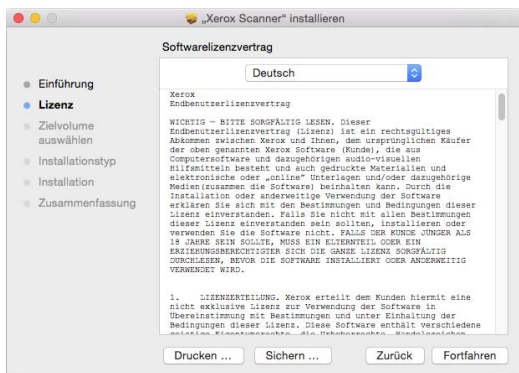 „Xerox Scanner" installieren
Softwarelizenzvertrag
Einführung
Lizenz
Zielvolume
auswählen
Installationstyp
Installation
Zusammenfassung
Deutsch
Xerox
Endbenutzerlizenzvertrag
WICHTIG – BITTE SORGFÄLTIG LESEN. Dieser
Endbenutzerlizenzvertrag (Lizenz) ist ein rechtsgültiges
Abkommen zwischen Xerox und Ihnen, dem ursprünglichen Käufer
der oben genannten Xerox Software (Kunde), die aus
Computersoftware und dazugehörigen audio-visuellen
Hilfsmitteln besteht und auch gedruckte Materialien und
elektronische oder „online" Unterlagen und/oder dazugehörige
Medien(zusammen die Software) beinhalten kann. Durch die
Installation oder anderweitige Verwendung der Software
erklären Sie sich mit den Bestimmungen und Bedingungen dieser
Lizenz einverstanden. Falls Sie nicht mit allen Bestimmungen
dieser Lizenz einverstanden sein sollten, installieren oder
verwenden Sie die Software nicht. FALLS DER KUNDE JÜNGER ALS
18 JAHRE SEIN SOLLTE, MUSS EIN ELTERNTEIL ODER EIN
ERZIEHUNGSBERECHTIGTER SICH DIE GANZE LIZENZ SORGFÄLTIG
DURCHLESEN, BEVOR DIE SOFTWARE INSTALLIERT ODER ANDERWEITIG
VERWENDET WIRD.
1. LIZENZERTEILUNG. Xerox erteilt dem Kunden hiermit eine
nicht exklusive Lizenz zur Verwendung der Software in
Übereinstimmung mit Bestimmungen und unter Einhaltung der
Bedingungen dieser Lizenz. Diese Software enthält verschiedene
Drucken ...
Sichern ...
Zurück
Fortfahren